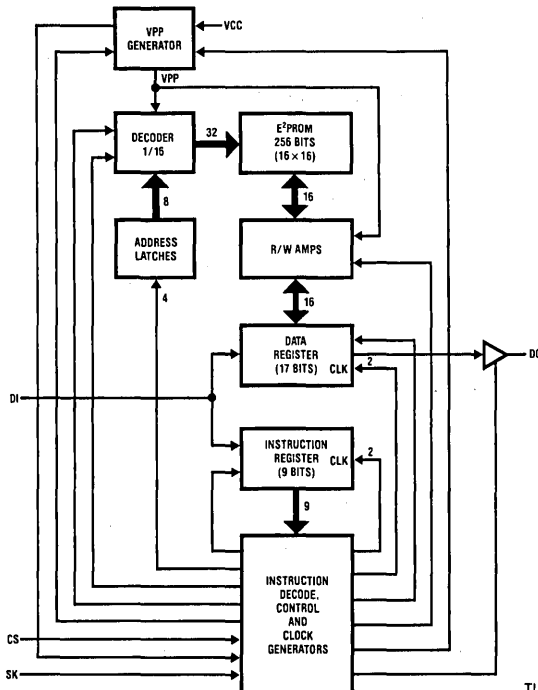 VPP
GENERATOR
VCC
VPP
DECODER
1/16
32
E²PROM
256 BITS
(16 × 16)
8
16
ADDRESS
LATCHES
R/W AMPS
4
16
DATA
REGISTER
(17 BITS)
CLK
2
DO
DI
INSTRUCTION
REGISTER
(9 BITS)
CLK
2
9
INSTRUCTION
DECODE,
CONTROL
AND
CLOCK
GENERATORS
CS
SK